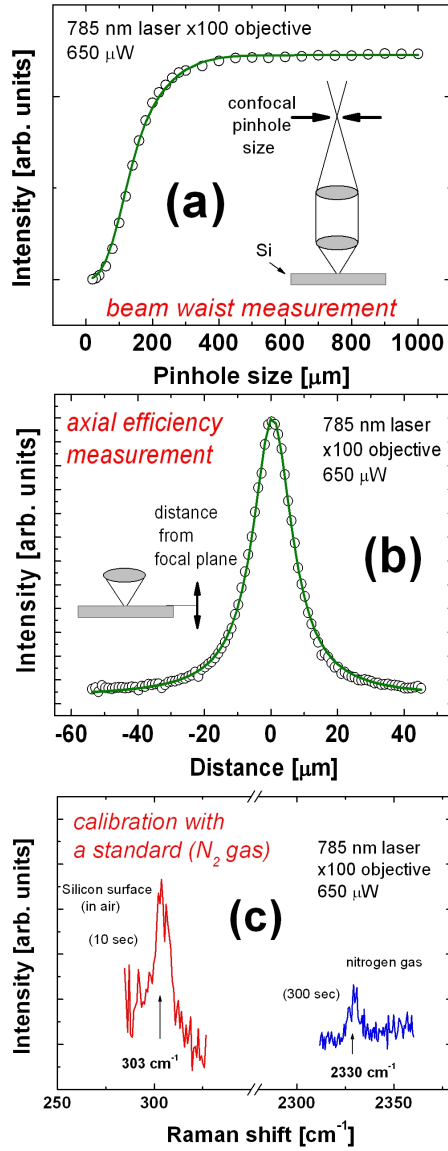 785 nm laser x100 objective
650 μW
confocal
pinhole
size
(a)
Si
beam waist measurement
Intensity [arb. units]
0 200 400 600 800 1000
Pinhole size [μm]
axial efficiency
measurement
785 nm laser
x100 objective
650 μW
distance
from
focal plane
(b)
Intensity [arb. units]
-60 -40 -20 0 20 40
Distance [μm]
calibration with
a standard (N₂ gas)
785 nm laser
x100 objective
650 μW
Silicon surface
(in air)
(c)
(10 sec)
nitrogen gas
(300 sec)
303 cm⁻¹
2330 cm⁻¹
Intensity [arb. units]
250 300 2300 2350
Raman shift [cm⁻¹]